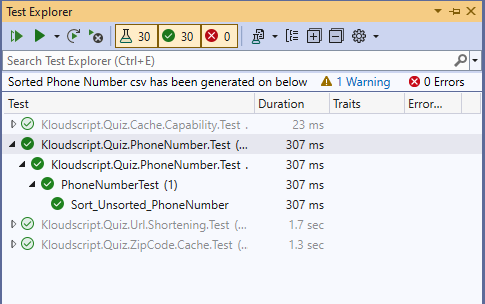 Test Explorer
30 30 0
Search Test Explorer (Ctrl+E)
Sorted Phone Number csv has been generated on below 1 Warning 0 Errors
Test Duration Traits Error...
Kloudscript.Quiz.Cache.Capability.Test 23 ms
Kloudscript.Quiz.PhoneNumber.Test (... 307 ms
Kloudscript.Quiz.PhoneNumber.Test . 307 ms
PhoneNumberTest (1) 307 ms
Sort_Unsorted_PhoneNumber 307 ms
Kloudscript.Quiz.Url.Shortening.Test (... 1.7 sec
Kloudscript.Quiz.ZipCode.Cache.Test (... 1.3 sec